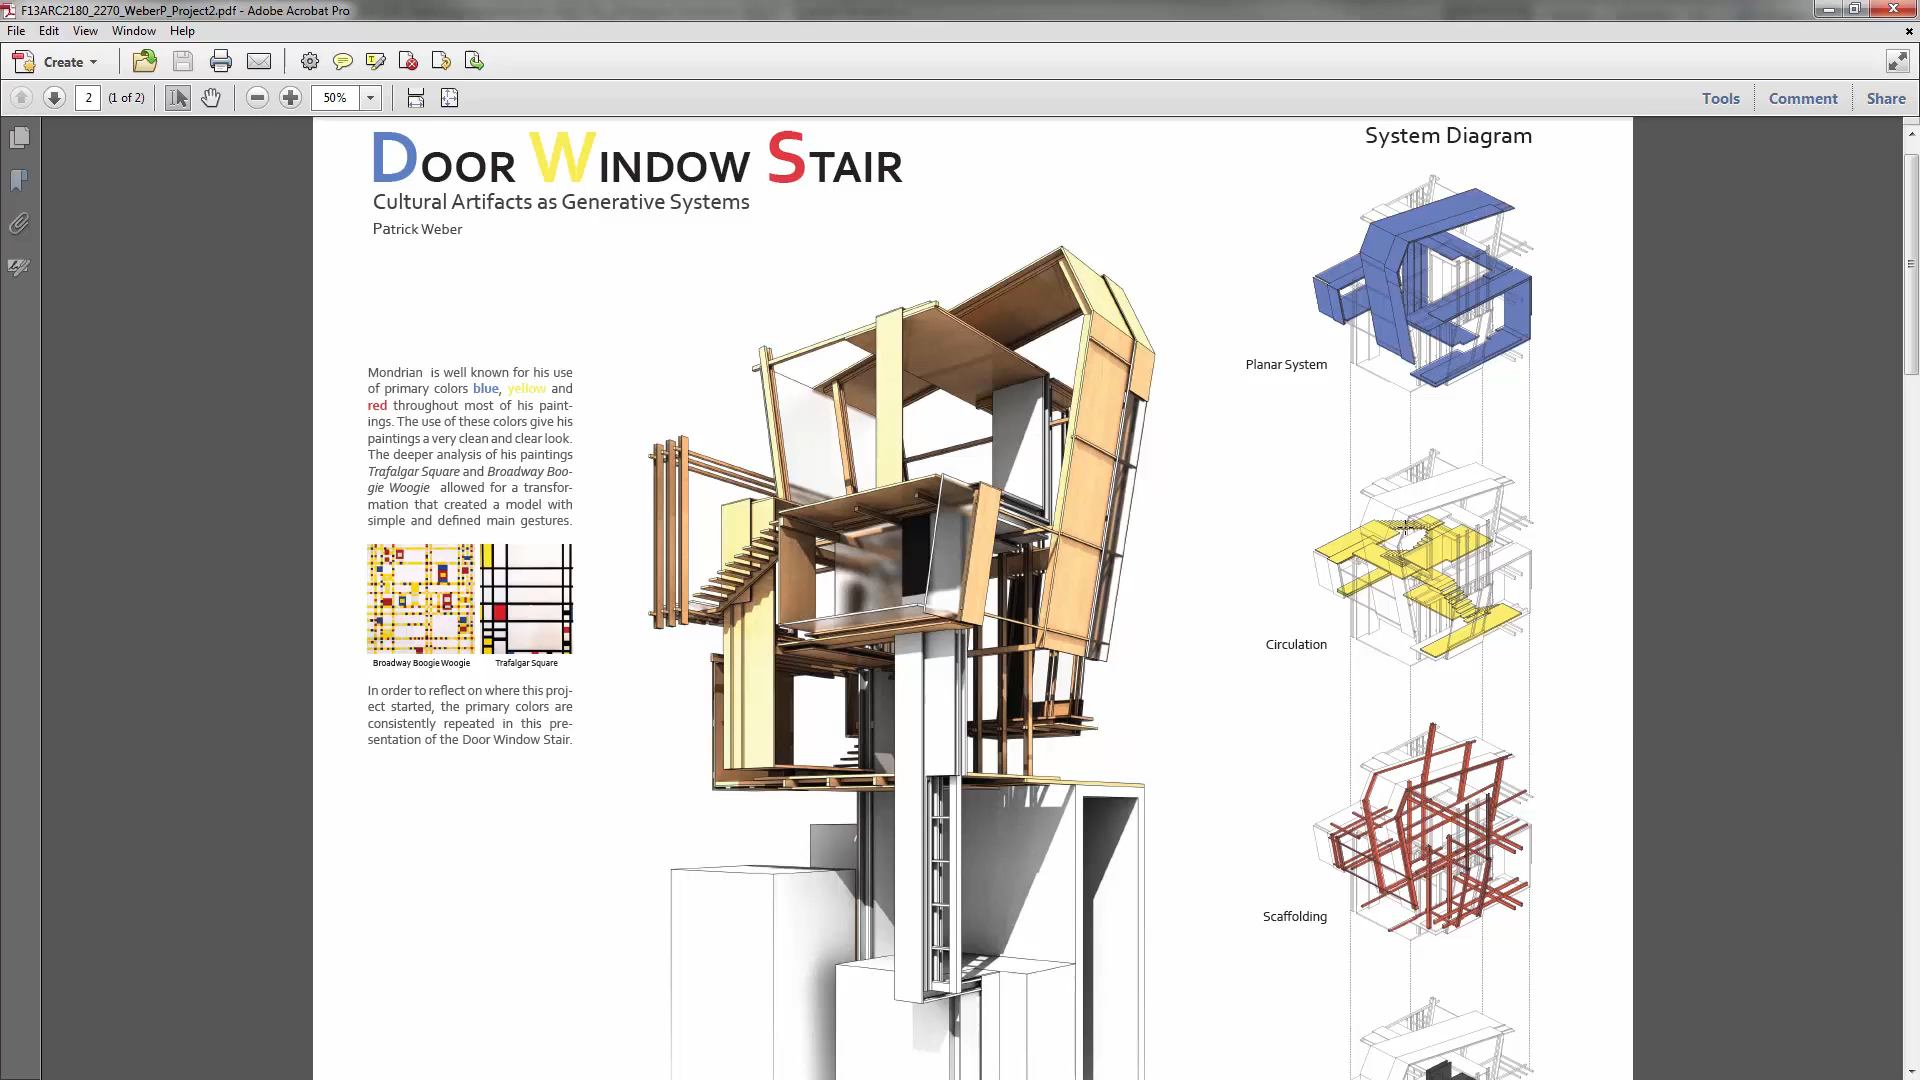 F13ARC2180_2270_WeberP_Project2.pdf - Adobe Acrobat Pro
File Edit View Window Help
Create
2 (1 of 2) 50% Tools Comment Share
DOOR WINDOW STAIR
Cultural Artifacts as Generative Systems
Patrick Weber
Mondrian is well known for his use
of primary colors blue, yellow and
red throughout most of his paint-
ings. The use of these colors give his
paintings a very clean and clear look.
The deeper analysis of his paintings
Trafalgar Square and Broadway Boo-
gie Woogie allowed for a transfor-
mation that created a model with
simple and defined main gestures.
Broadway Boogie Woogie Trafalgar Square
In order to reflect on where this proj-
ect started, the primary colors are
consistently repeated in this pre-
sentation of the Door Window Stair.
System Diagram
Planar System
Circulation
Scaffolding